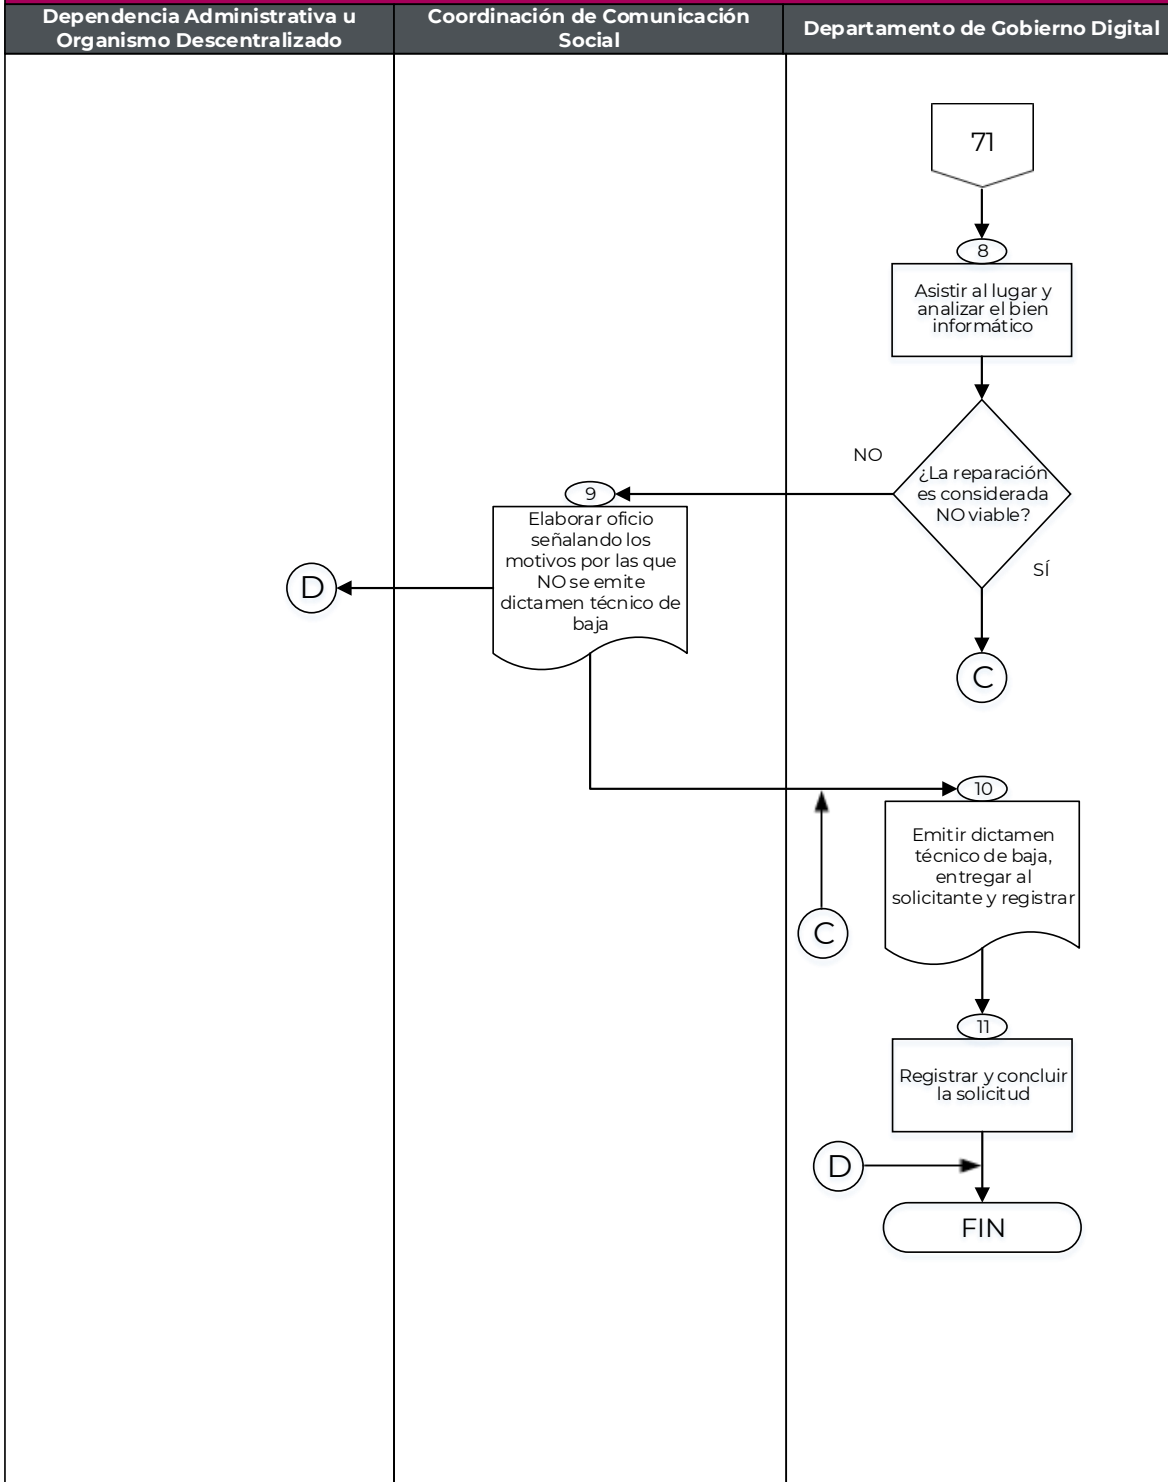 Dependencia Administrativa u
Organismo Descentralizado
Coordinación de Comunicación
Social
Departamento de Gobierno Digital
71
8
Asistir al lugar y
analizar el bien
informático
NO
¿La reparación
es considerada
NO viable?
SÍ
9
Elaborar oficio
señalando los
motivos por las que
NO se emite
dictamen técnico de
baja
D
C
10
Emitir dictamen
técnico de baja,
entregar al
solicitante y registrar
C
11
Registrar y concluir
la solicitud
D
FIN